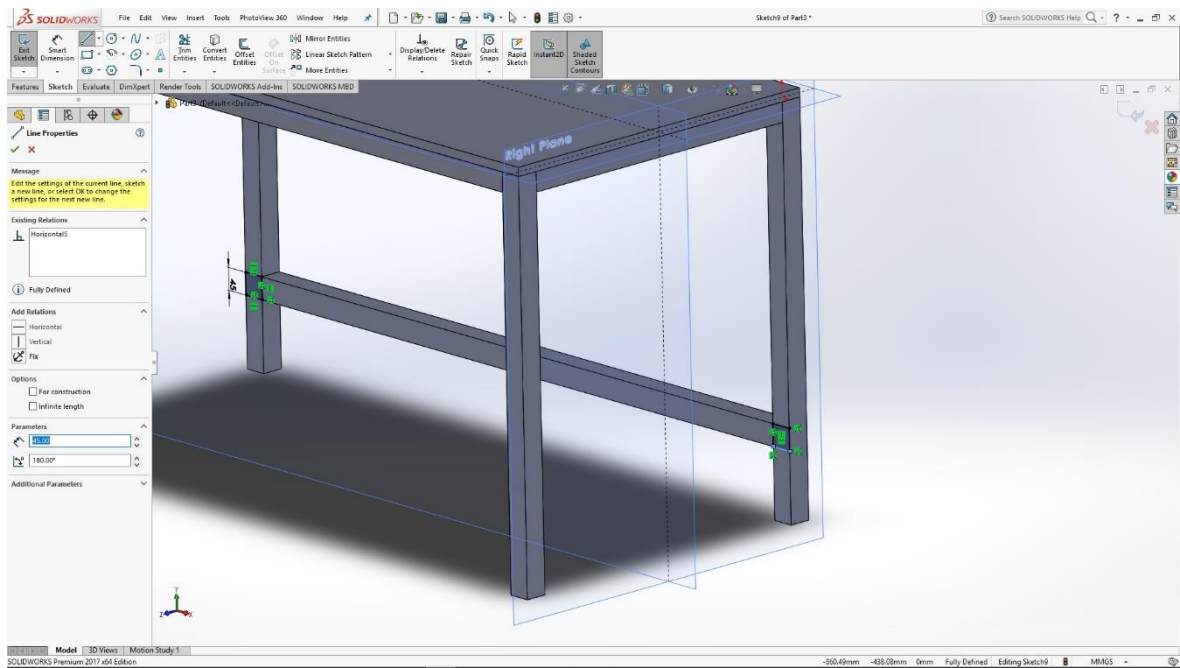 SOLIDWORKS File Edit View Insert Tools PhotoView 360 Window Help Sketch9 of Part3 * Search SOLIDWORKS Help
Exit Sketch
Smart Dimension
Trim Entities
Convert Entities
Offset Entities
Offset On Surface
Mirror Entities
Linear Sketch Pattern
Move Entities
Display/Delete Relations
Repair Sketch
Quick Snaps
Rapid Sketch
Instant2D
Shaded Sketch Contours
Features Sketch Evaluate DimXpert Render Tools SOLIDWORKS Add-Ins SOLIDWORKS MBD
Part3 (Default<<Default>
Line Properties
Message
Edit the settings of the current line, sketch
a new line, or select OK to change the
settings for the next new line.
Existing Relations
Horizontal5
Fully Defined
Add Relations
Horizontal
Vertical
Fix
Options
For construction
Infinite length
Parameters
45.00
180.00°
Additional Parameters
Right Plane
45
Y
Z X
Model 3D Views Motion Study 1
SOLIDWORKS Premium 2017 x64 Edition -860.49mm -438.08mm 0mm Fully Defined Editing Sketch9 MMGS